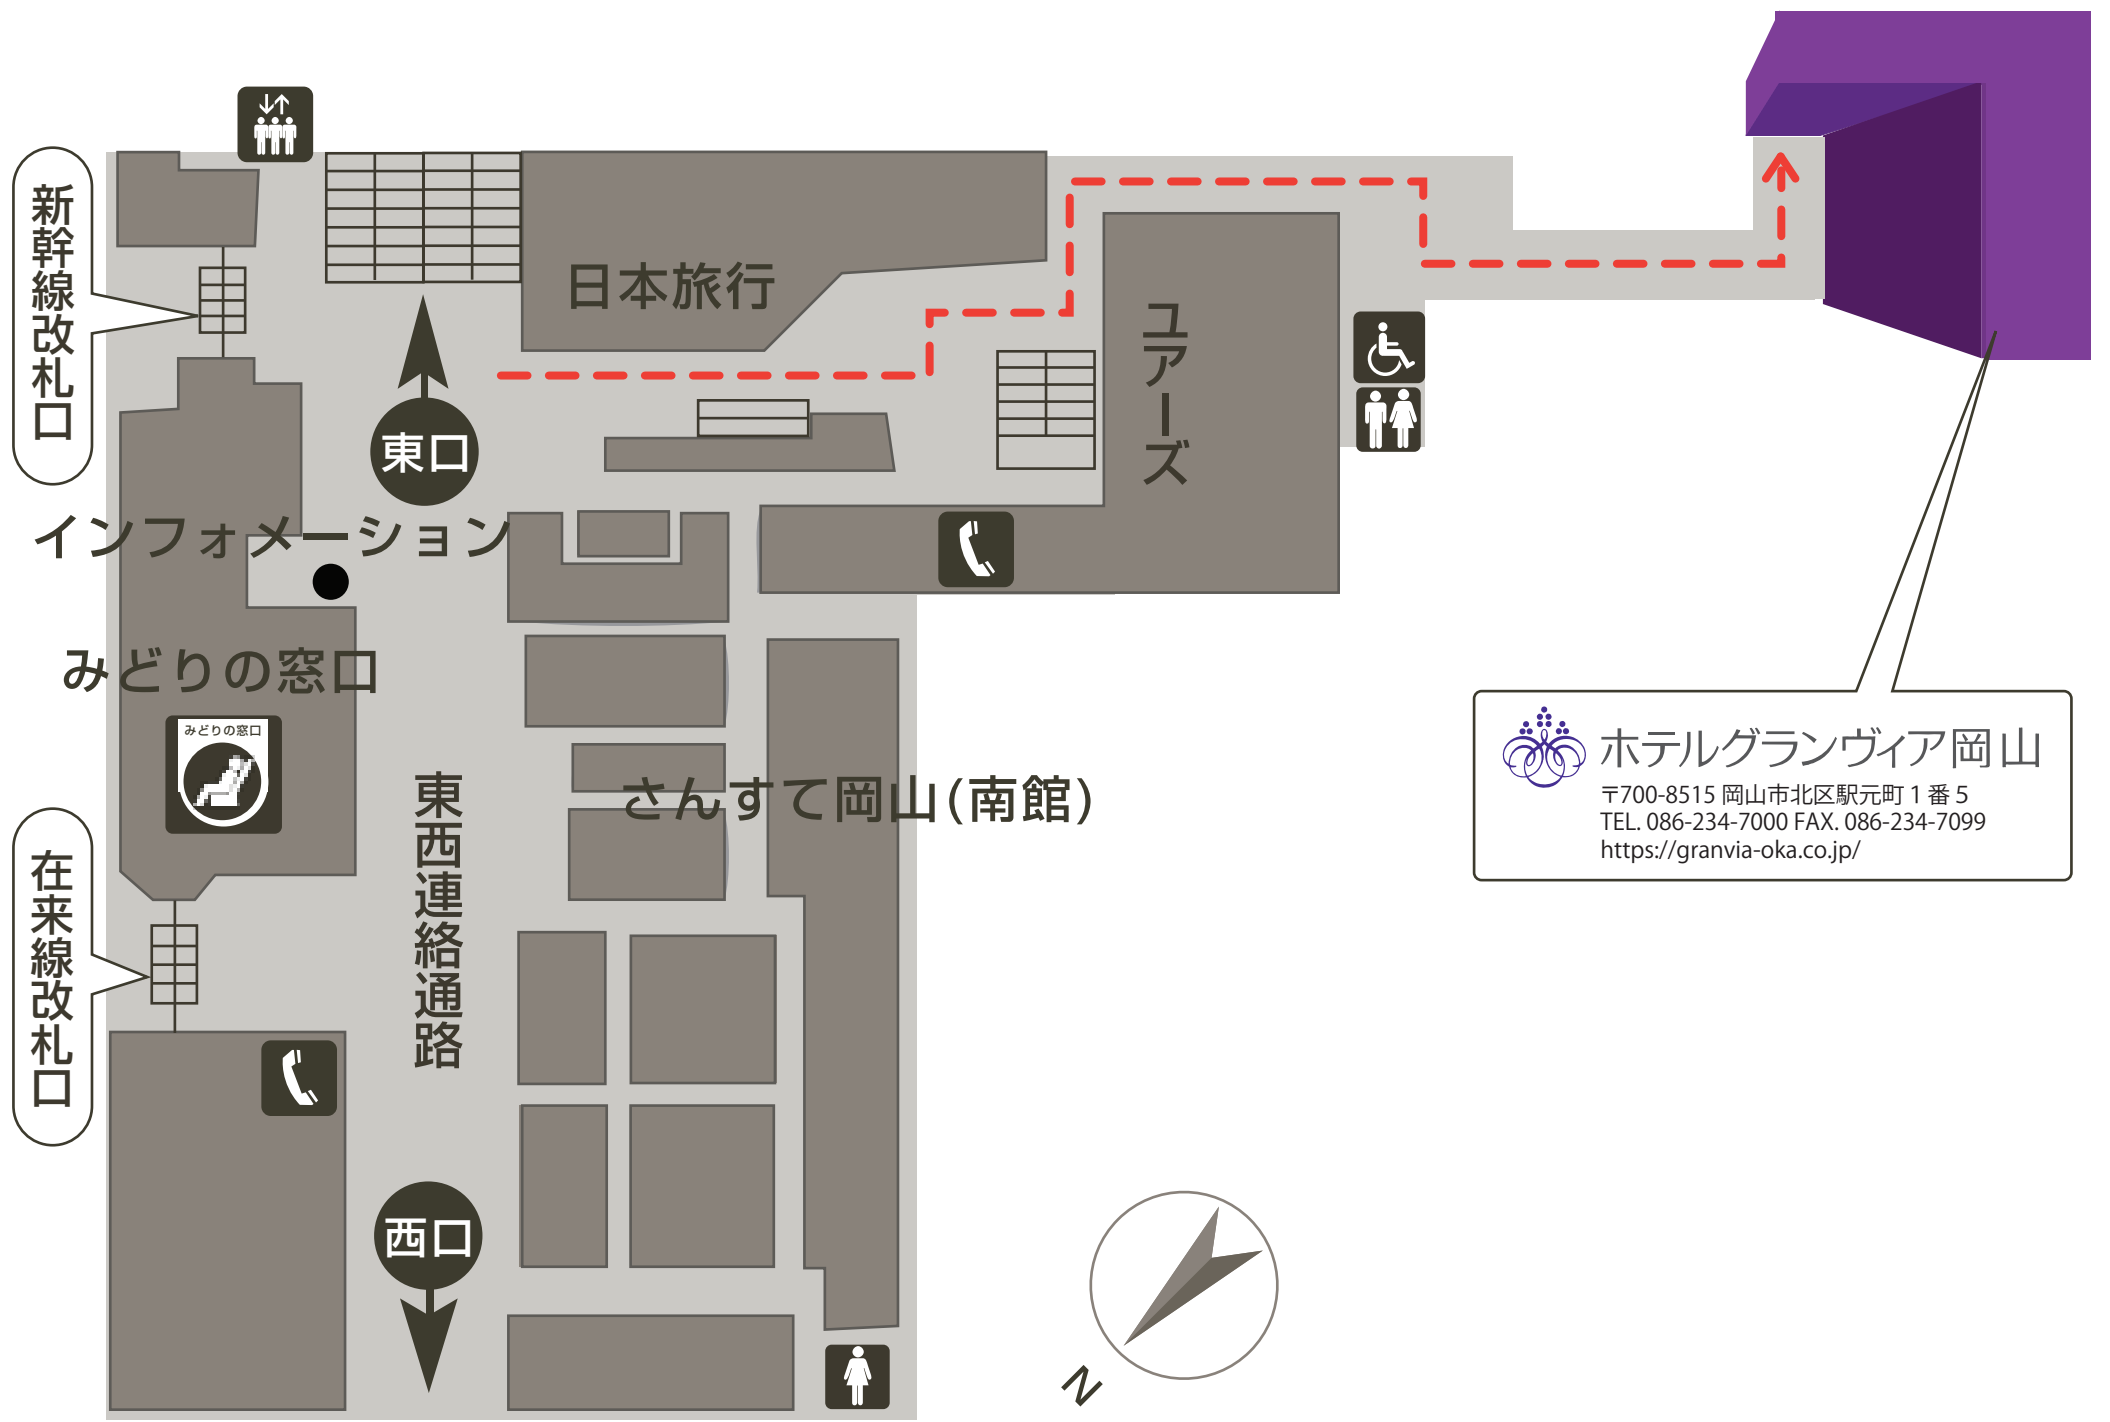 新幹線改札口
日本旅行
ユアーズ
東口
インフォメーション
みどりの窓口
みどりの窓口
さんすて岡山(南館)
東西連絡通路
在来線改札口
西口
N
ホテルグランヴィア岡山
〒700-8515 岡山市北区駅元町 1 番 5
TEL. 086-234-7000 FAX. 086-234-7099
https://granvia-oka.co.jp/